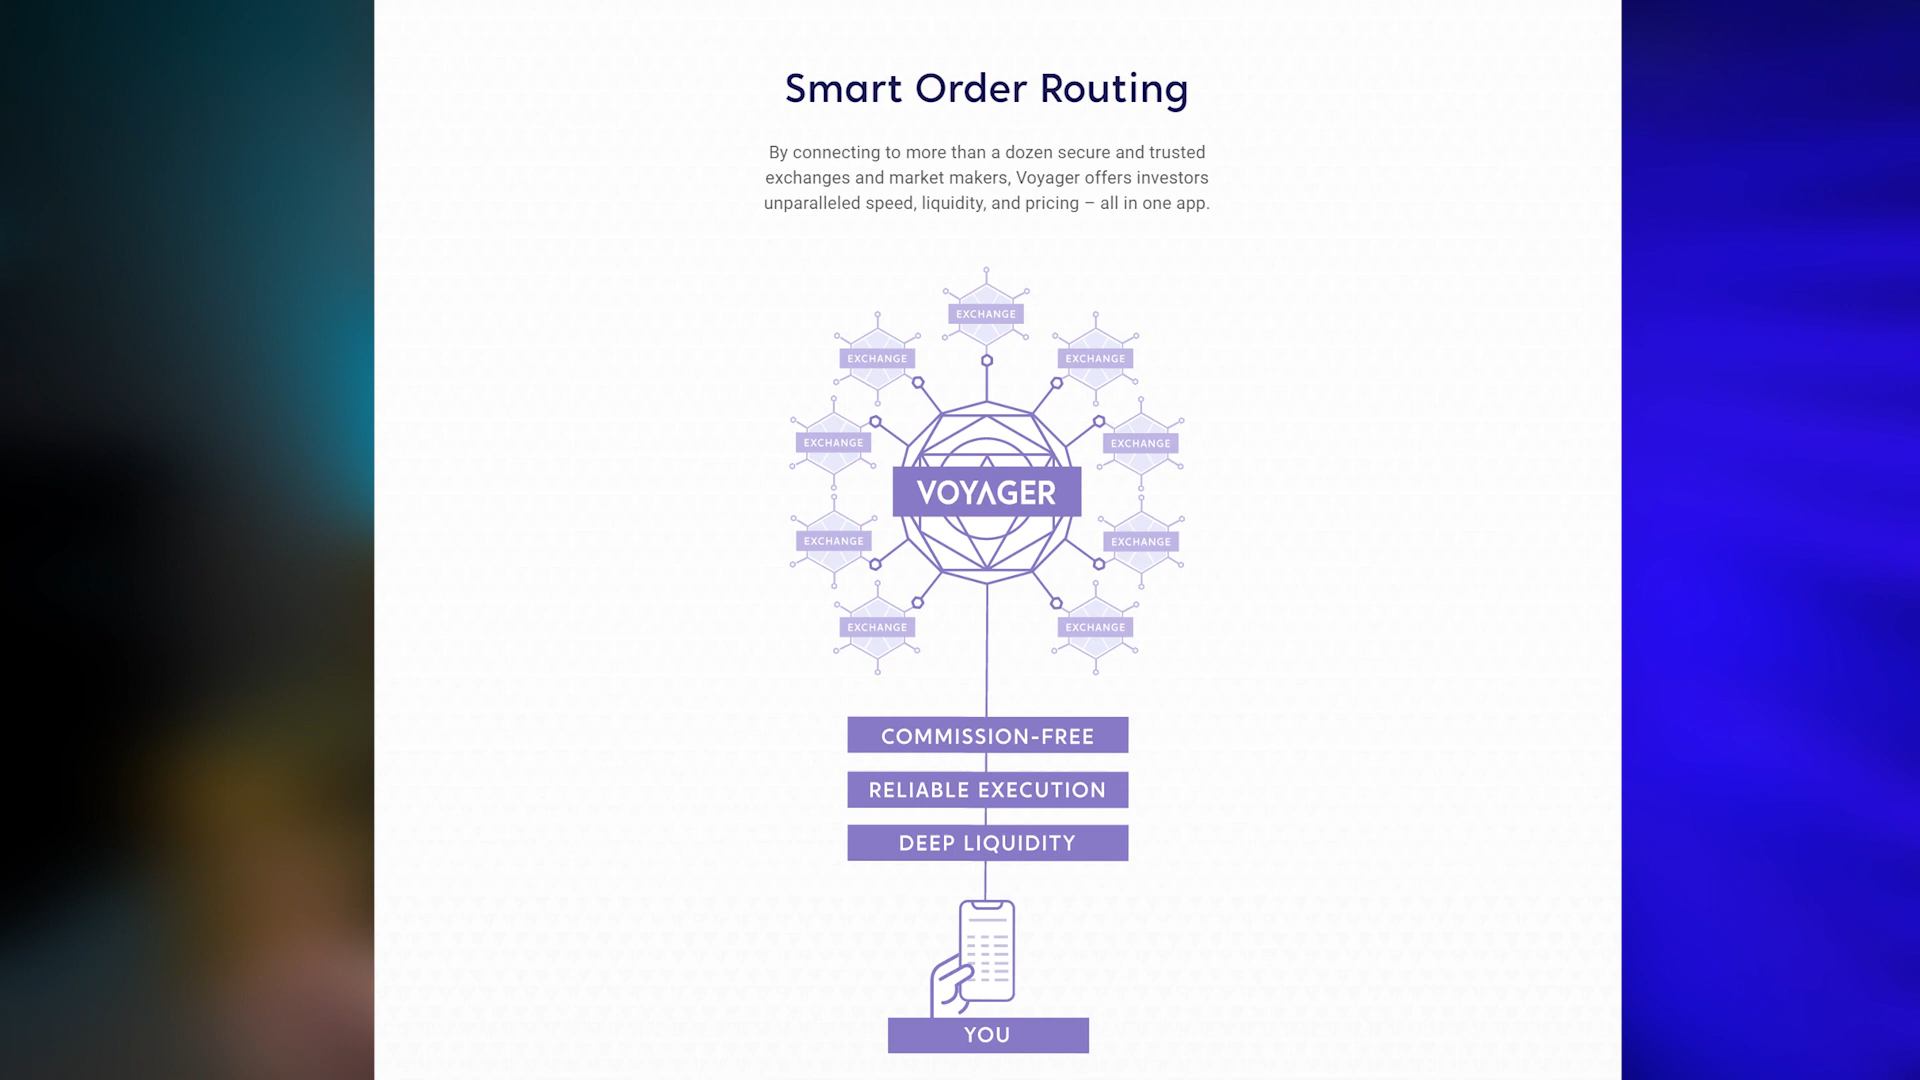 Smart Order Routing
By connecting to more than a dozen secure and trusted
exchanges and market makers, Voyager offers investors
unparalleled speed, liquidity, and pricing – all in one app.
EXCHANGE
EXCHANGE
EXCHANGE
EXCHANGE
EXCHANGE
VOYAGER
EXCHANGE
EXCHANGE
EXCHANGE
EXCHANGE
COMMISSION-FREE
RELIABLE EXECUTION
DEEP LIQUIDITY
YOU